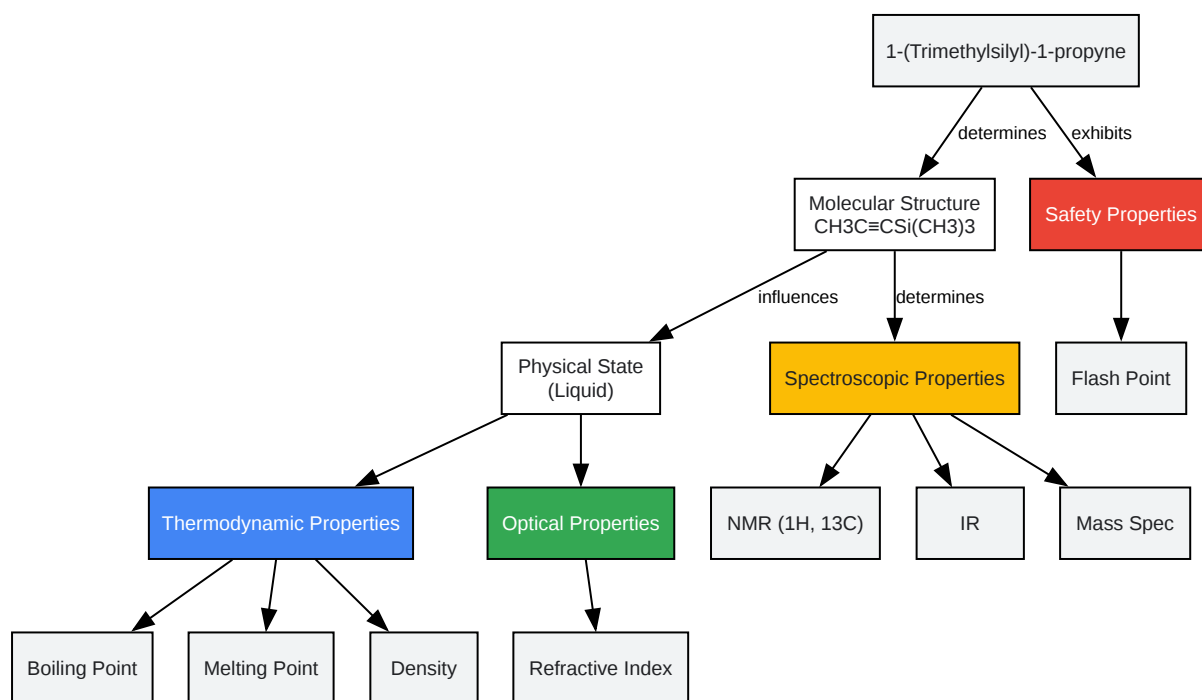 1-(Trimethylsilyl)-1-propyne
determines
exhibits
Molecular Structure
CH3C≡CSi(CH3)3
Safety Properties
influences
determines
Physical State
(Liquid)
Spectroscopic Properties
Flash Point
Thermodynamic Properties
Optical Properties
NMR (1H, 13C)
IR
Mass Spec
Boiling Point
Melting Point
Density
Refractive Index